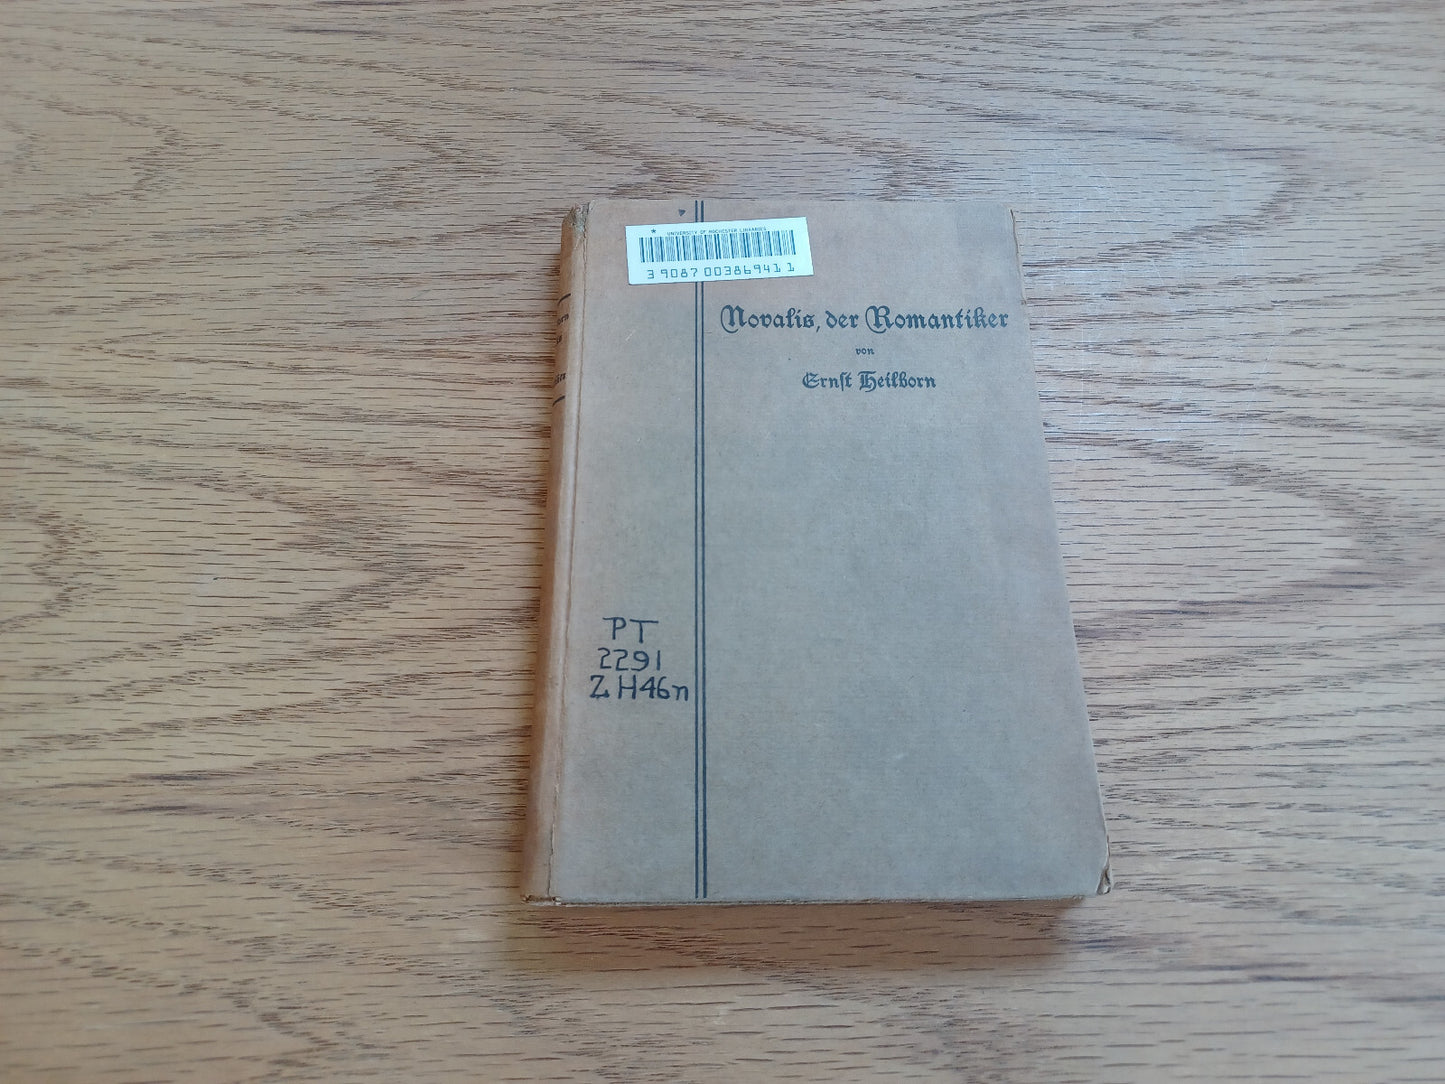 * UNIVERSITY OF ROCHESTER LIBRARIES
3 9087 00386941 1
Novalis, der Romantiker
von
Ernſt Heilborn
PT
2291
Z H46n